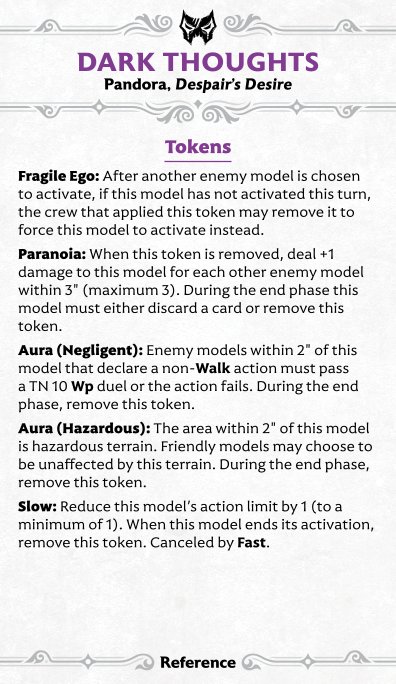 DARK THOUGHTS
Pandora, Despair's Desire
Tokens
Fragile Ego: After another enemy model is chosen
to activate, if this model has not activated this turn,
the crew that applied this token may remove it to
force this model to activate instead.
Paranoia: When this token is removed, deal +1
damage to this model for each other enemy model
within 3" (maximum 3). During the end phase this
model must either discard a card or remove this
token.
Aura (Negligent): Enemy models within 2" of this
model that declare a non-Walk action must pass
a TN 10 Wp duel or the action fails. During the end
phase, remove this token.
Aura (Hazardous): The area within 2" of this model
is hazardous terrain. Friendly models may choose to
be unaffected by this terrain. During the end phase,
remove this token.
Slow: Reduce this model's action limit by 1 (to a
minimum of 1). When this model ends its activation,
remove this token. Canceled by Fast.
Reference